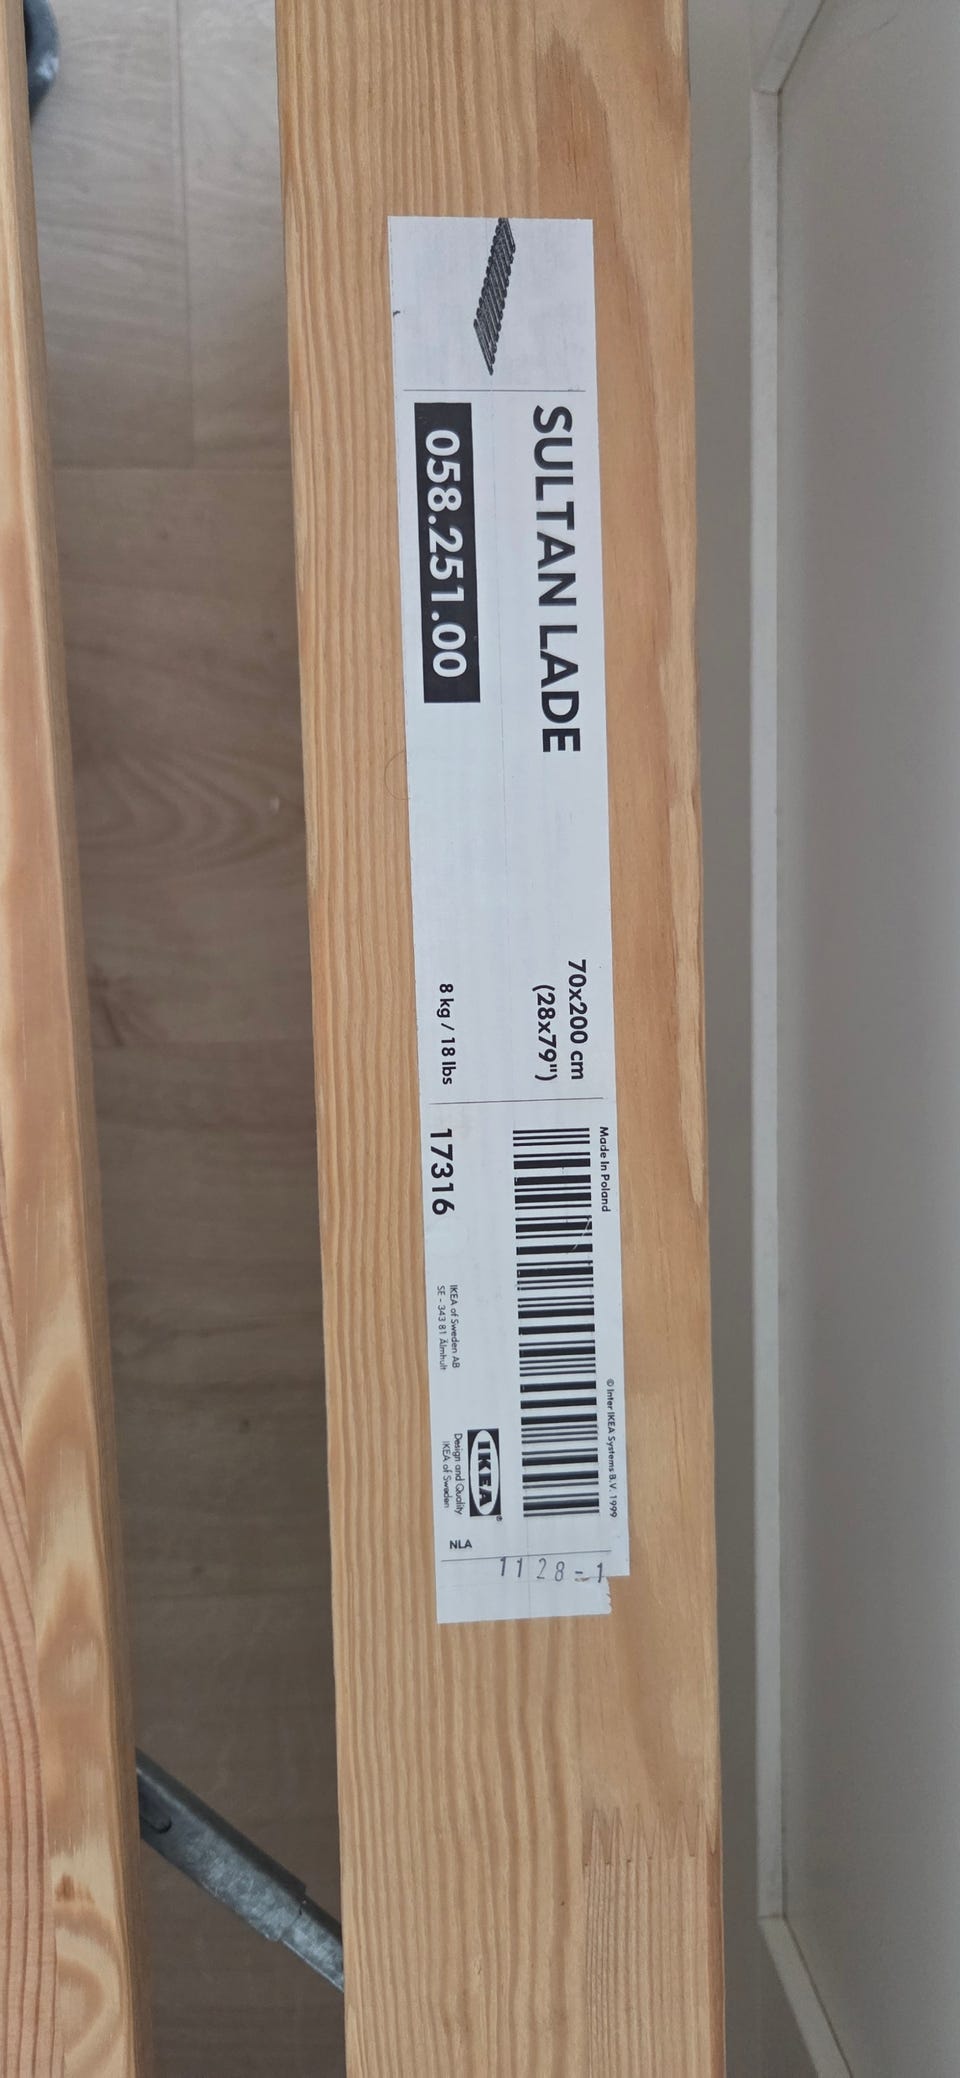 SULTAN LADE
058.251.00
70x200 cm
(28x79")
8 kg / 18 lbs
Made In Poland
© Inter IKEA Systems B.V. 1999
17316
IKEA of Sweden AB
SE - 343 81 Älmhult
IKEA®
Design and Quality
IKEA of Sweden
NLA
1128-1